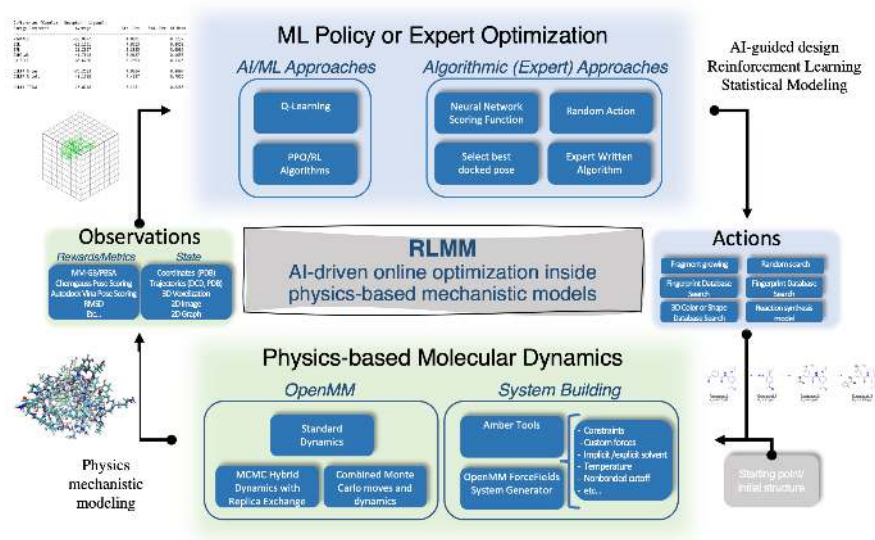 ML Policy or Expert Optimization
AI/ML Approaches
Algorithmic (Expert) Approaches
Q-Learning
PPO/RL
Algorithms
Neural Network
Scoring Function
Random Action
Select best
docked pose
Expert Written
Algorithm
AI-guided design
Reinforcement Learning
Statistical Modeling
Observations
Rewards/Metrics
MM-GB/PBSA
Chemgauss Pose Scoring
Autodock Vina Pose Scoring
RMSD
Etc...
State
Coordinates (PDB)
Trajectories (DCD, PDB)
3D Voxelization
2D Image
2D Graph
RLMM
AI-driven online optimization inside
physics-based mechanistic models
Actions
Fragment growing
Random search
Fingerprint Database
Search
Fingerprint Database
Search
3D Color or Shape
Database Search
Reaction synthesis
model
Physics-based Molecular Dynamics
OpenMM
Standard
Dynamics
MCMC Hybrid
Dynamics with
Replica Exchange
Combined Monte
Carlo moves and
dynamics
System Building
Amber Tools
OpenMM ForceFields
System Generator
- Constraints
- Custom forces
- Implicit/explicit solvent
- Temperature
- Nonbonded cutoff
- etc...
Physics
mechanistic
modeling
Starting point/
initial structure